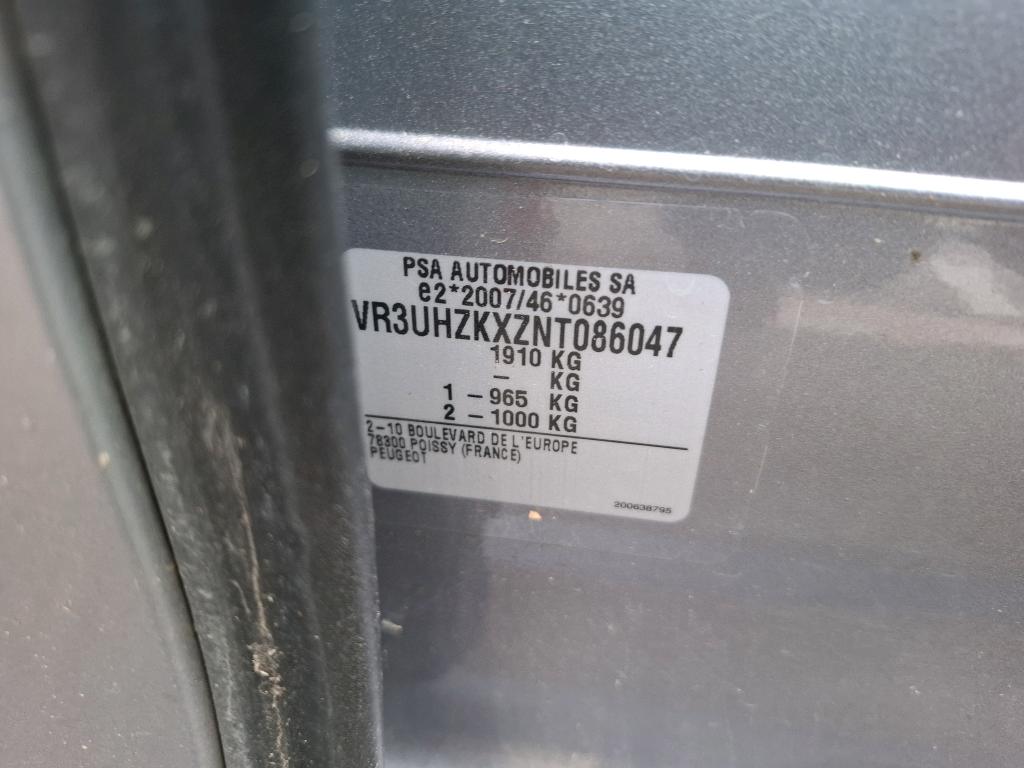 PSA AUTOMOBILES SA
e2*2007/46*0639
VR3UHZKXZNT086047
1910 KG
– KG
1 – 965 KG
2 – 1000 KG
2–10 BOULEVARD DE L'EUROPE
78300 POISSY (FRANCE)
PEUGEOT
200638795